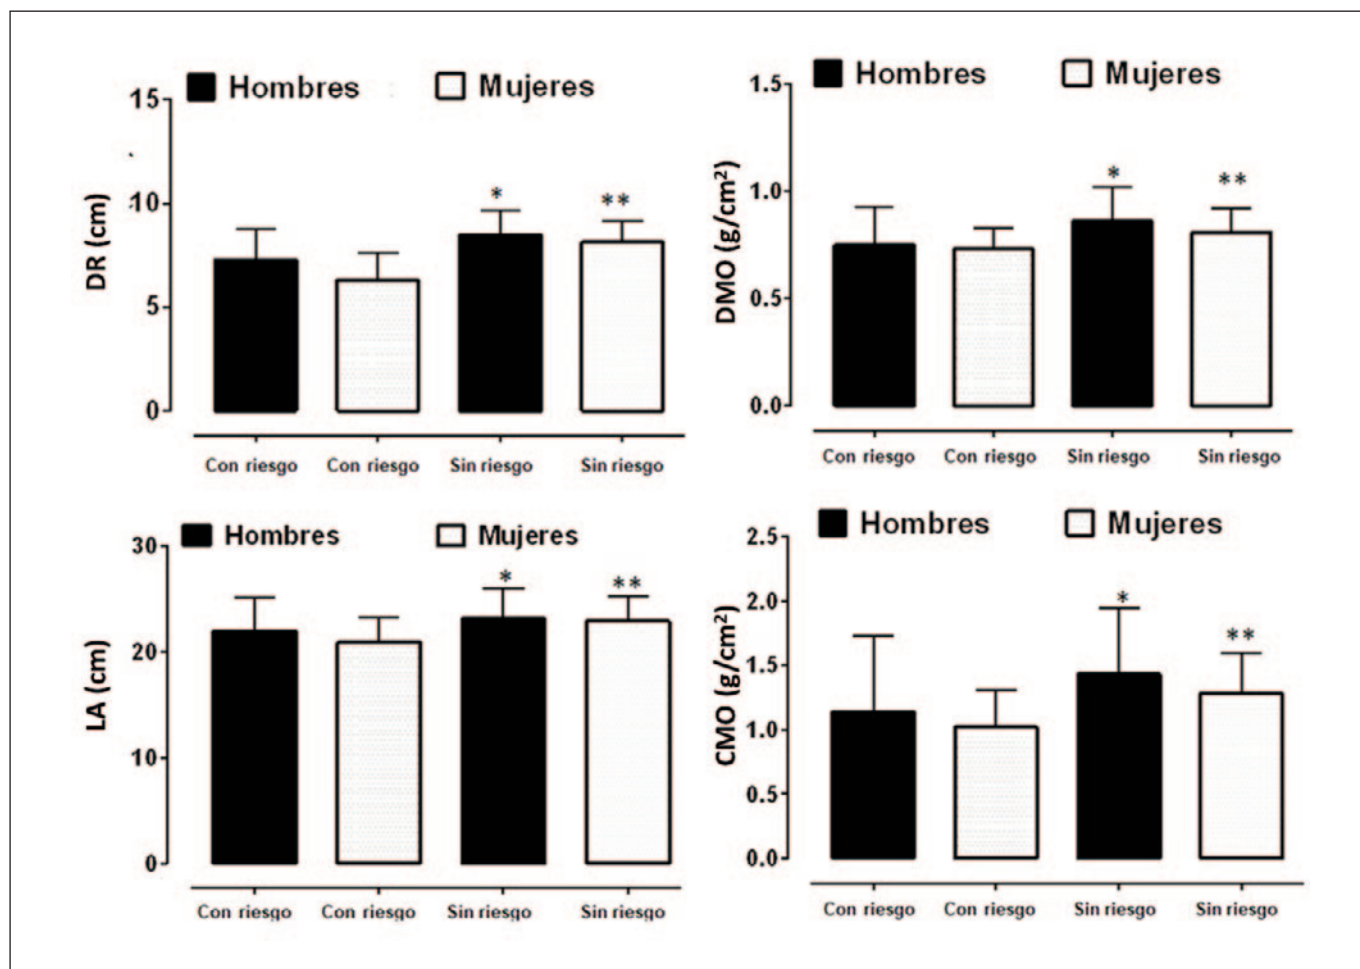 Hombres Mujeres
15
10
5
0
DR (cm)
* **
Con riesgo Con riesgo Sin riesgo Sin riesgo
Hombres Mujeres
1.5
1.0
0.5
0.0
DMO (g/cm²)
* **
Con riesgo Con riesgo Sin riesgo Sin riesgo
Hombres Mujeres
30
20
10
0
LA (cm)
* **
Con riesgo Con riesgo Sin riesgo Sin riesgo
Hombres Mujeres
2.5
2.0
1.5
1.0
0.5
0.0
CMO (g/cm²)
* **
Con riesgo Con riesgo Sin riesgo Sin riesgo